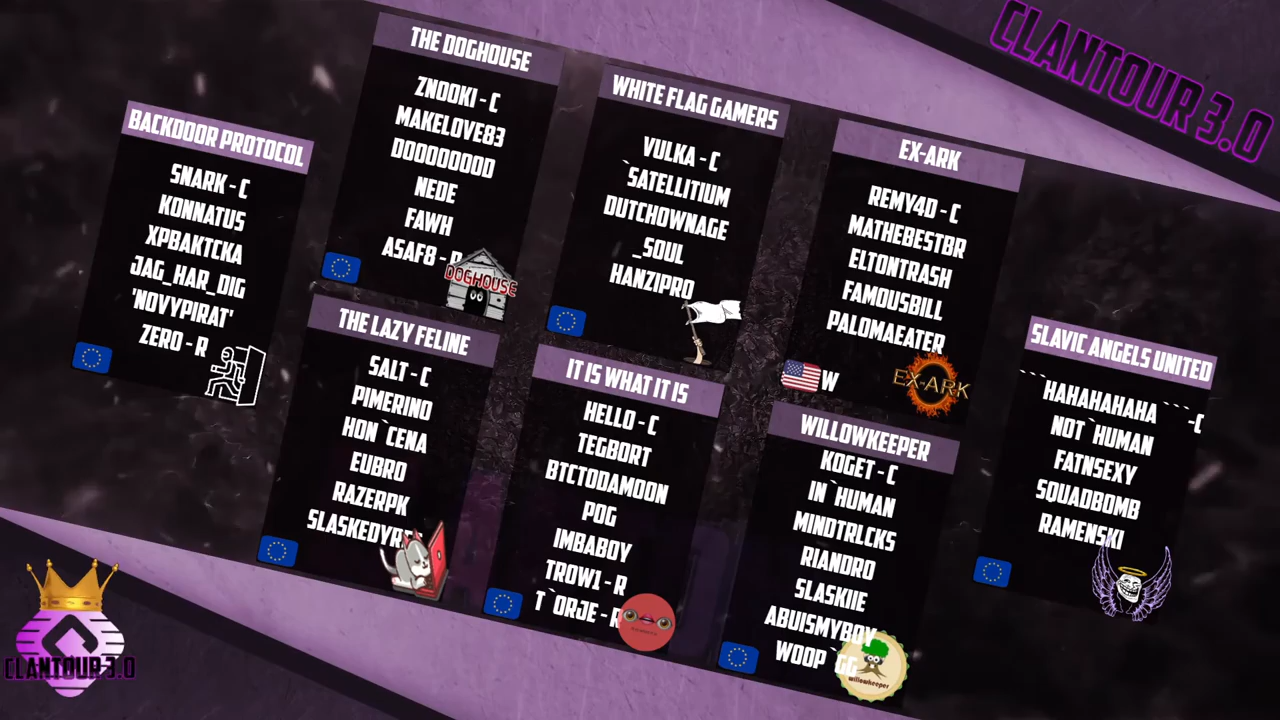 CLANTOUR 3.0
BACKDOOR PROTOCOL
SNARK - C
KONNATUS
XPBAKTCKA
JAG_HAR_DIG
'NOVYPIRAT'
ZERO - R
THE DOGHOUSE
ZNOOKI - C
MAKELOVE83
DOOOOOOOD
NEDE
FAWH
ASAF8 -
DOGHOUSE
WHITE FLAG GAMERS
VULKA - C
`SATELLITIUM
DUTCHOWNAGE
_SOUL
HANZIPRO
EX-ARK
REMY4D - C
MATHEBESTBR
ELTONTRASH
FAMOUSBILL
PALOMAEATER
W
EX-ARK
THE LAZY FELINE
SALT - C
PIMERINO
HON`CENA
EUBRO
RAZERPK
IT IS WHAT IT IS
HELLO - C
TEGBORT
BTCTODAMOON
POG
IMBABOY
TROW1 - R
T`ORJE - R
WILLOWKEEPER
KOGET - C
IN`HUMAN
MINDTRLCKS
RIANDRO
SLASKIIE
ABUISMYBOY
WOOP`GG
willowkeeper
SLAVIC ANGELS UNITED
````HAHAHAHAHA````-C
NOT`HUMAN
FATNSEXY
SQUADBOMB
RAMENSKI
CLANTOUR 3.0